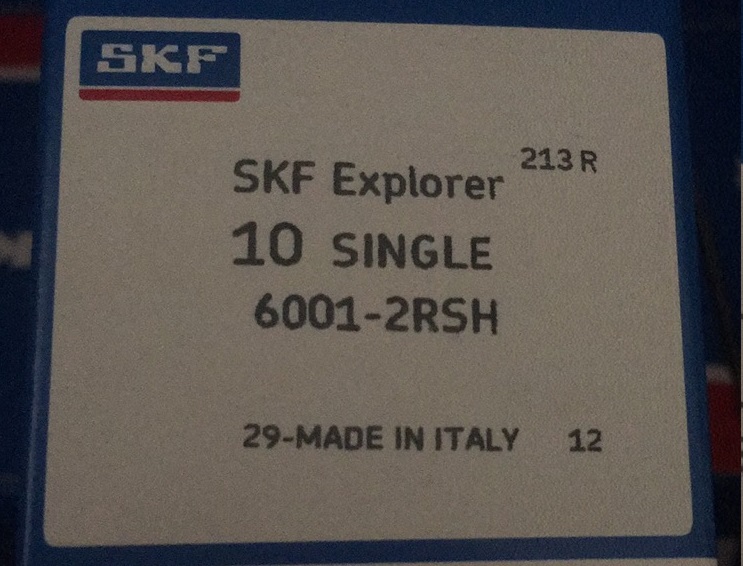 SKF
213 R
SKF Explorer
10 SINGLE
6001-2RSH
29-MADE IN ITALY 12